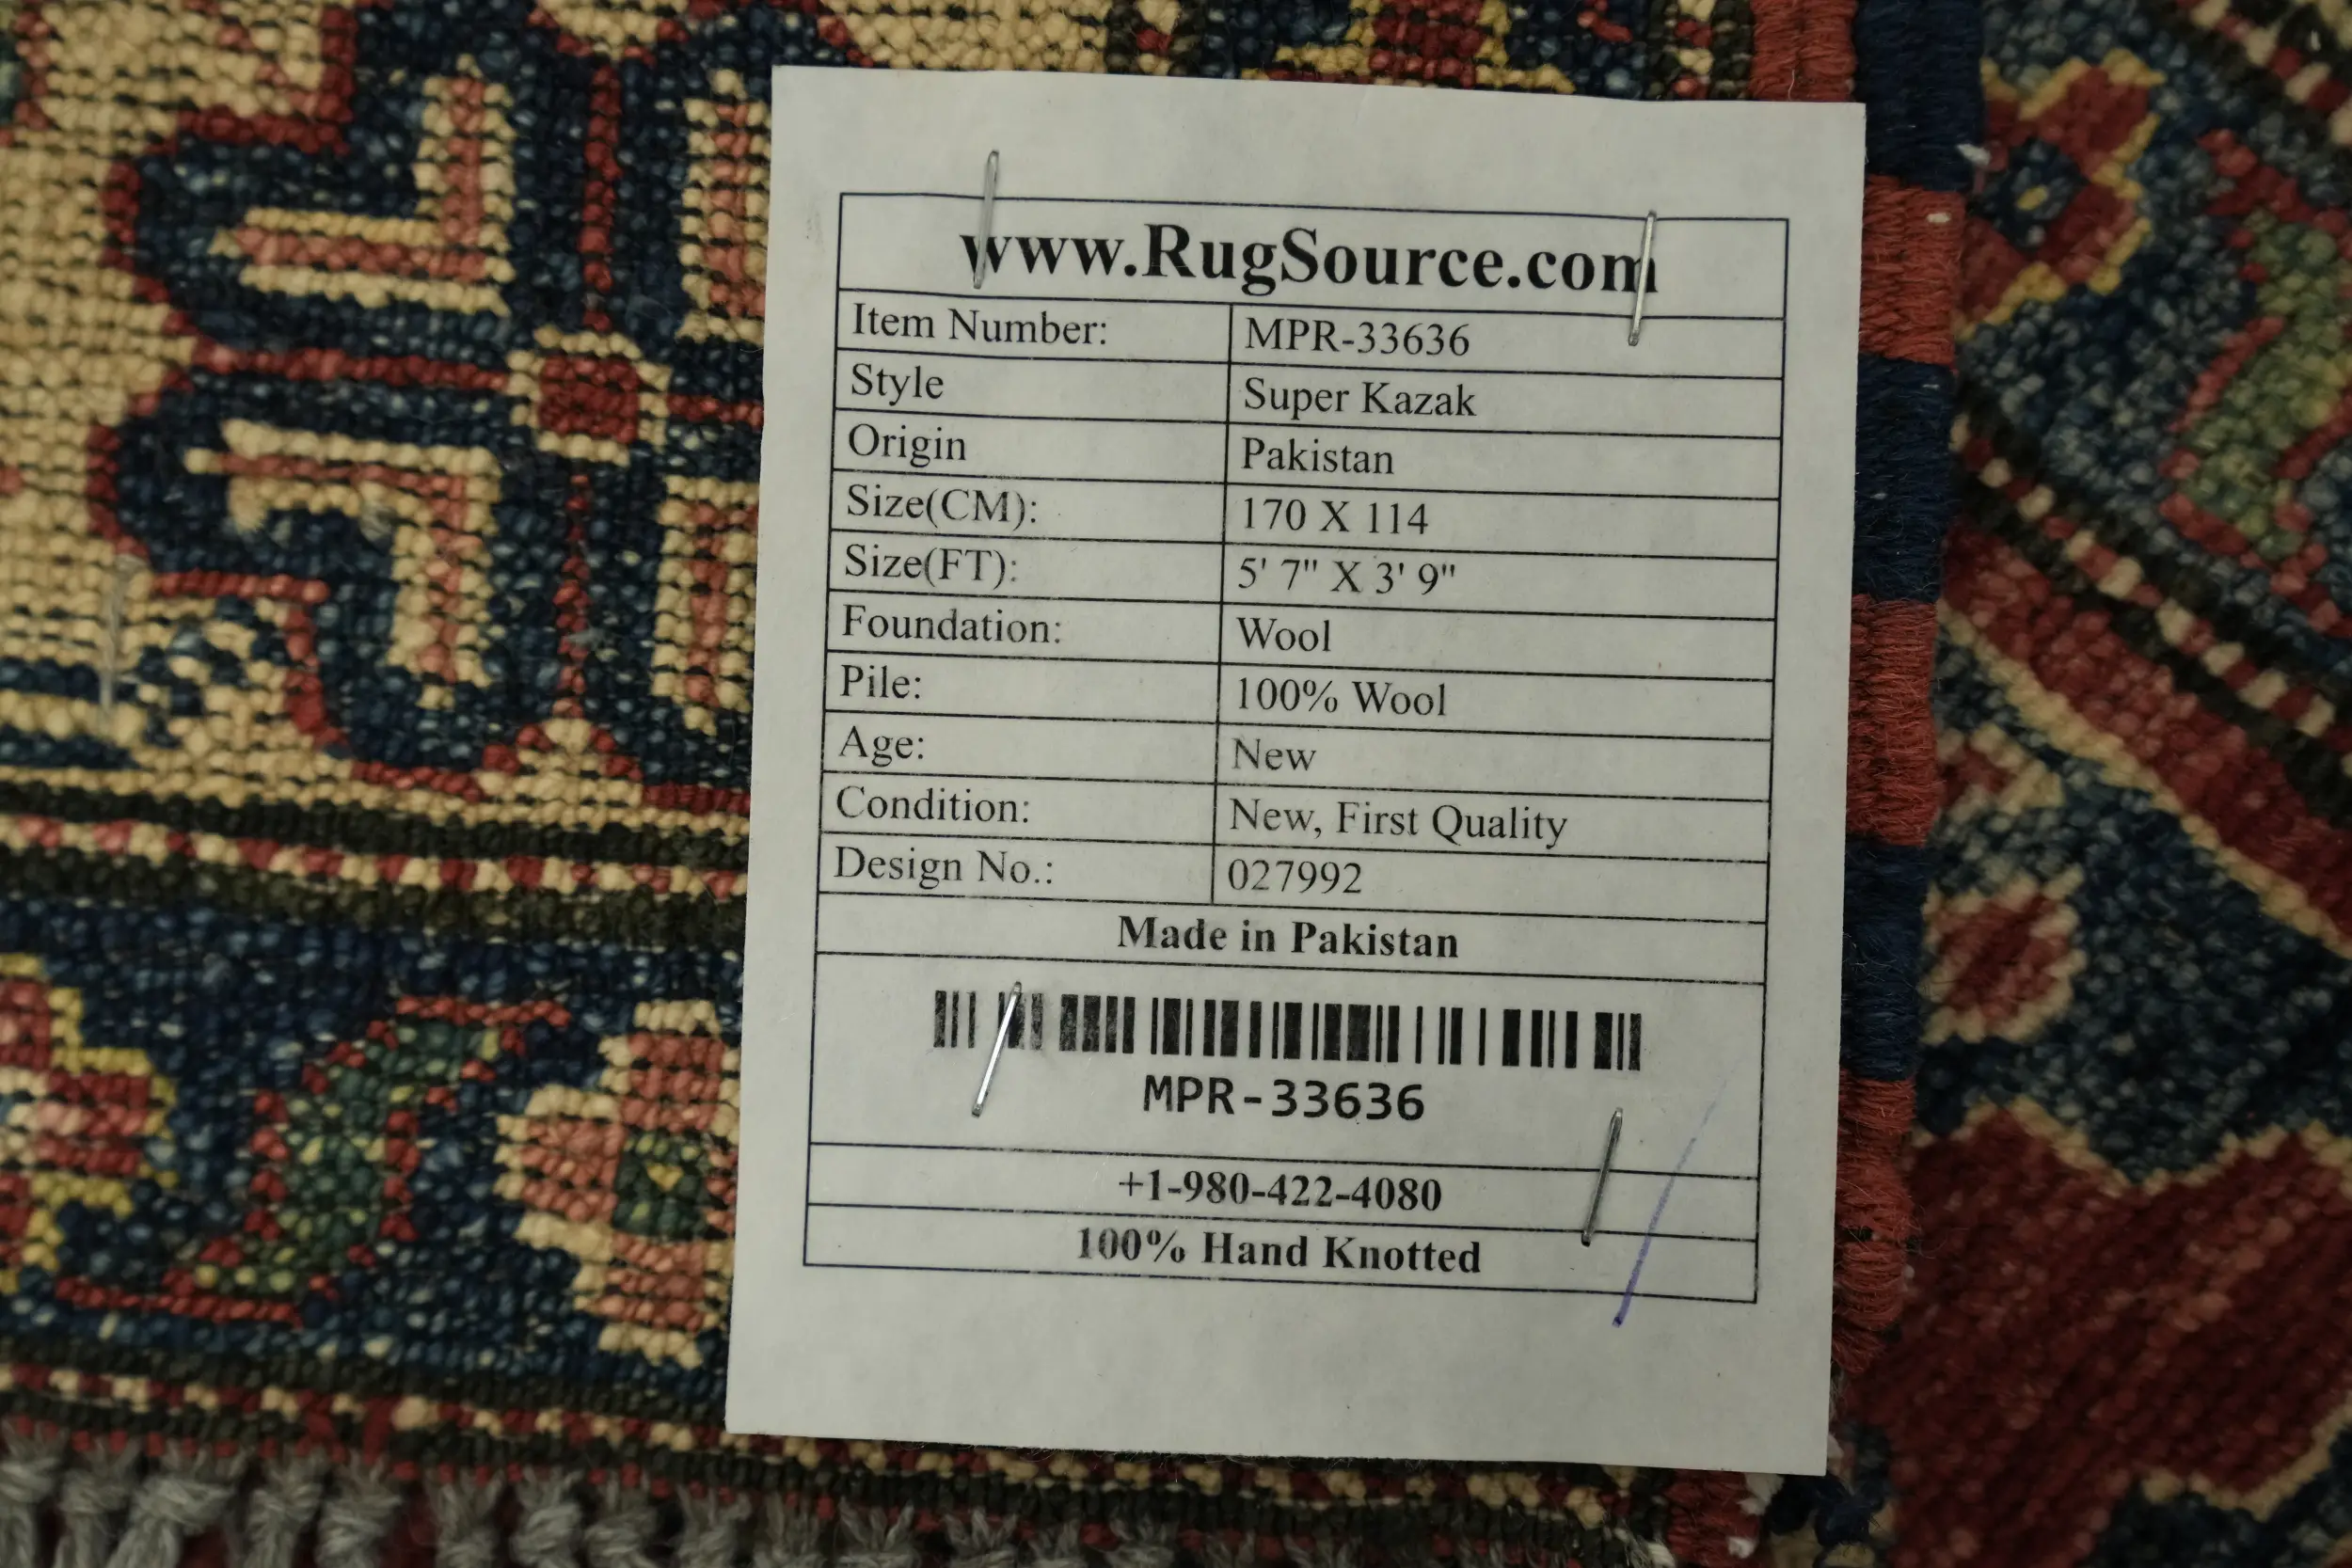 www.RugSource.com
Item Number: MPR-33636
Style Super Kazak
Origin Pakistan
Size(CM): 170 X 114
Size(FT): 5' 7" X 3' 9"
Foundation: Wool
Pile: 100% Wool
Age: New
Condition: New, First Quality
Design No.: 027992
Made in Pakistan
MPR-33636
+1-980-422-4080
100% Hand Knotted